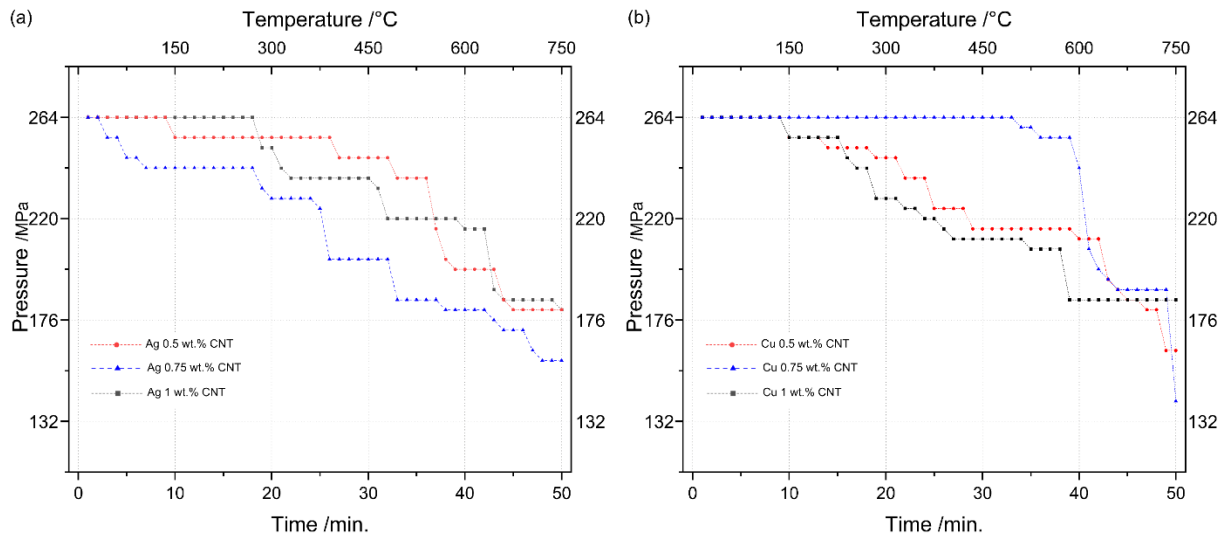 (a)
Temperature /°C
150 300 450 600 750
264 264
220 220
176 176
132 132
Pressure /MPa
Ag 0.5 wt.% CNT
Ag 0.75 wt.% CNT
Ag 1 wt.% CNT
0 10 20 30 40 50
Time /min.
(b)
Temperature /°C
150 300 450 600 750
264 264
220 220
176 176
132 132
Pressure /MPa
Cu 0.5 wt.% CNT
Cu 0.75 wt.% CNT
Cu 1 wt.% CNT
0 10 20 30 40 50
Time /min.